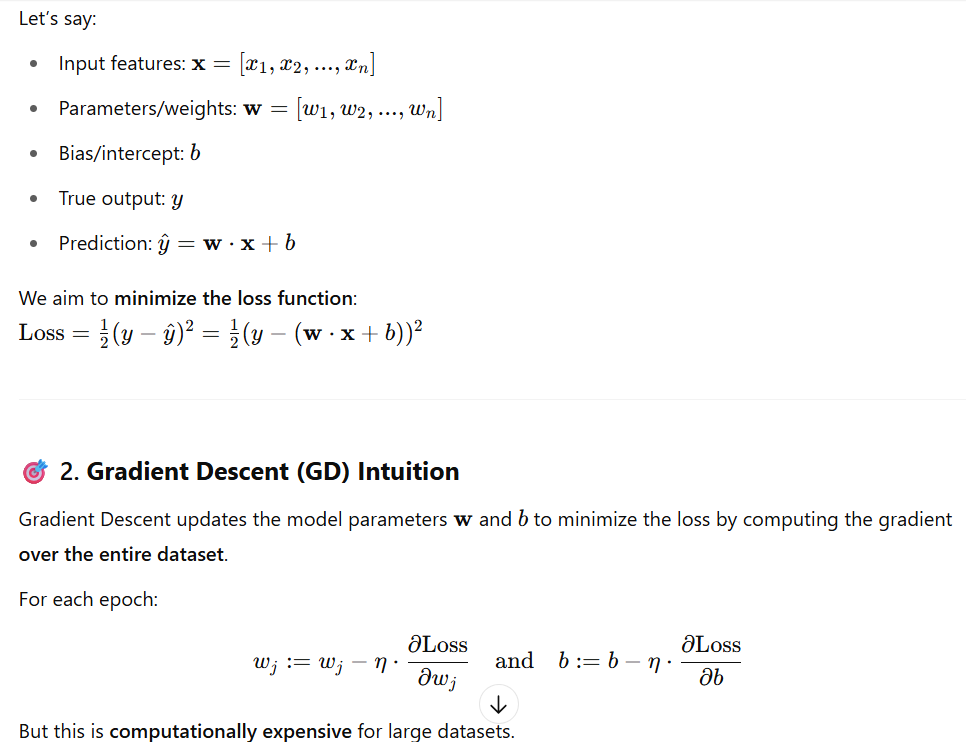 Let's say:
• Input features: x = [x₁, x₂, ..., xₙ]
• Parameters/weights: w = [w₁, w₂, ..., wₙ]
• Bias/intercept: b
• True output: y
• Prediction: ŷ = w · x + b
We aim to minimize the loss function:
Loss = ½(y − ŷ)² = ½(y − (w · x + b))²
🎯 2. Gradient Descent (GD) Intuition
Gradient Descent updates the model parameters w and b to minimize the loss by computing the gradient
over the entire dataset.
For each epoch:
wⱼ := wⱼ − η · ∂Loss/∂wⱼ and b := b − η · ∂Loss/∂b
But this is computationally expensive for large datasets.